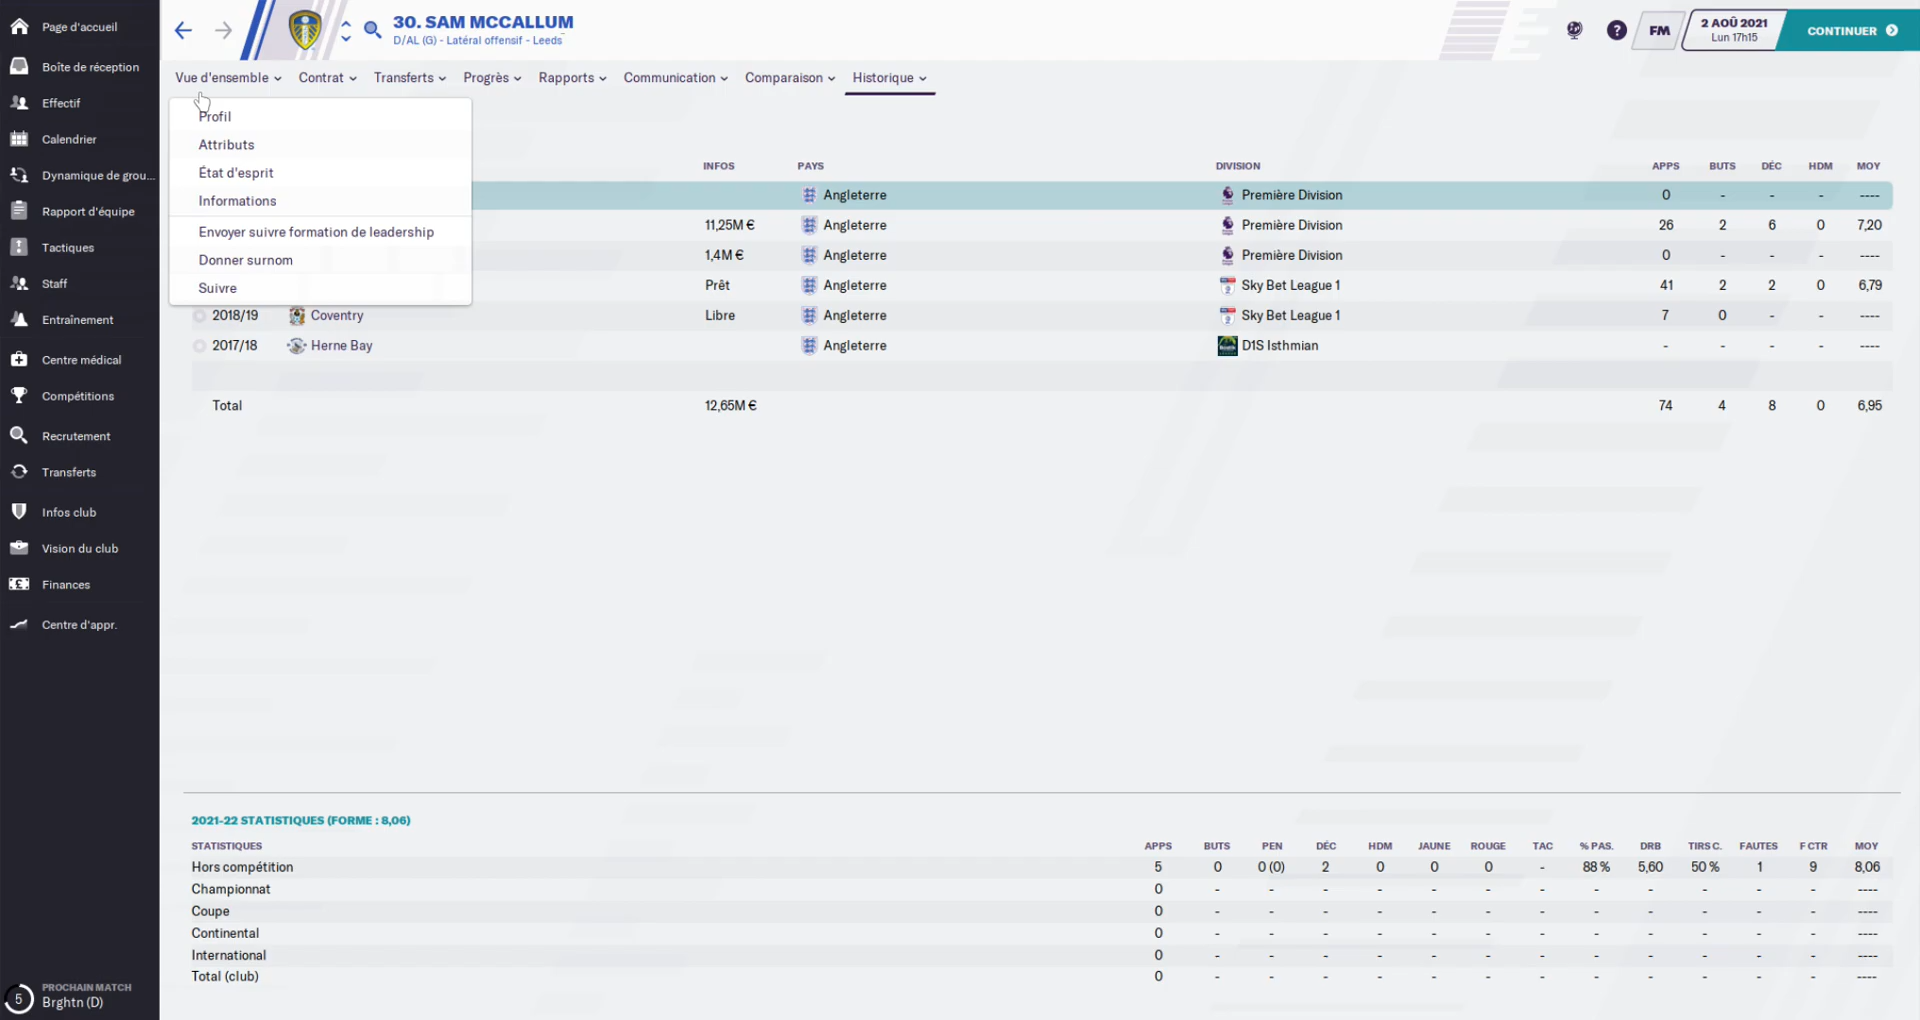 Page d'accueil
Boîte de réception
Effectif
Calendrier
Dynamique de grou...
Rapport d'équipe
Tactiques
Staff
Entraînement
Centre médical
Compétitions
Recrutement
Transferts
Infos club
Vision du club
Finances
Centre d'appr.
5
PROCHAIN MATCH
Brghtn (D)
30. SAM MCCALLUM
D/AL (G) - Latéral offensif - Leeds
FM
2 AOÛ 2021
Lun 17h15
CONTINUER
Vue d'ensemble Contrat Transferts Progrès Rapports Communication Comparaison Historique
Profil
Attributs
État d'esprit
Informations
Envoyer suivre formation de leadership
Donner surnom
Suivre
INFOS PAYS DIVISION APPS BUTS DÉC HDM MOY
Angleterre Première Division 0 - - - ----
11,25M € Angleterre Première Division 26 2 6 0 7,20
1,4M € Angleterre Première Division 0 - - - ----
Prêt Angleterre Sky Bet League 1 41 2 2 0 6,79
2018/19 Coventry Libre Angleterre Sky Bet League 1 7 0 - - ----
2017/18 Herne Bay Angleterre D1S Isthmian - - - - ----
Total 12,65M € 74 4 8 0 6,95
2021-22 STATISTIQUES (FORME : 8,06)
STATISTIQUES APPS BUTS PEN DÉC HDM JAUNE ROUGE TAC % PAS. DRB TIRS C. FAUTES F CTR MOY
Hors compétition 5 0 0 (0) 2 0 0 0 - 88 % 5,60 50 % 1 9 8,06
Championnat 0 - - - - - - - - - - - - ----
Coupe 0 - - - - - - - - - - - - ----
Continental 0 - - - - - - - - - - - - ----
International 0 - - - - - - - - - - - - ----
Total (club) 0 - - - - - - - - - - - - ----